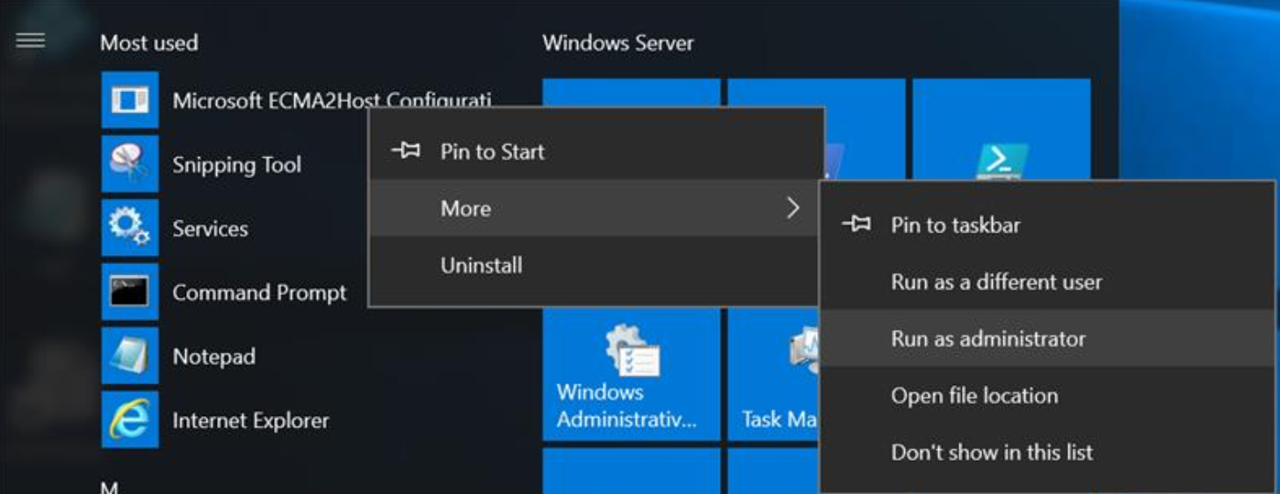 Most used
Microsoft ECMA2Host Configurati
Snipping Tool
Services
Command Prompt
Notepad
Internet Explorer
M
Windows Server
Windows
Administrativ...
Task Ma
Pin to Start
More
Uninstall
Pin to taskbar
Run as a different user
Run as administrator
Open file location
Don't show in this list